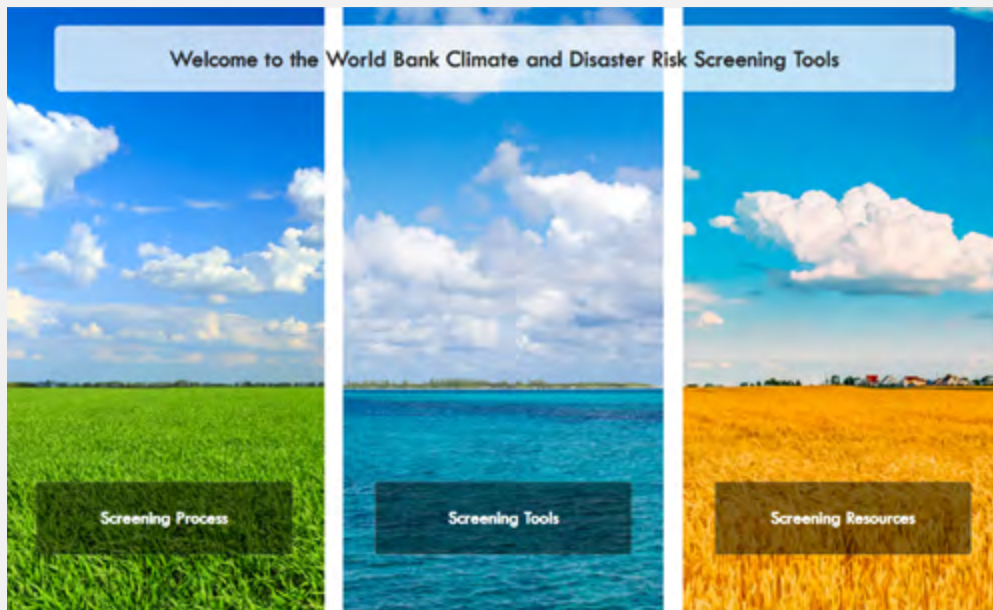 Welcome to the World Bank Climate and Disaster Risk Screening Tools
Screening Process
Screening Tools
Screening Resources